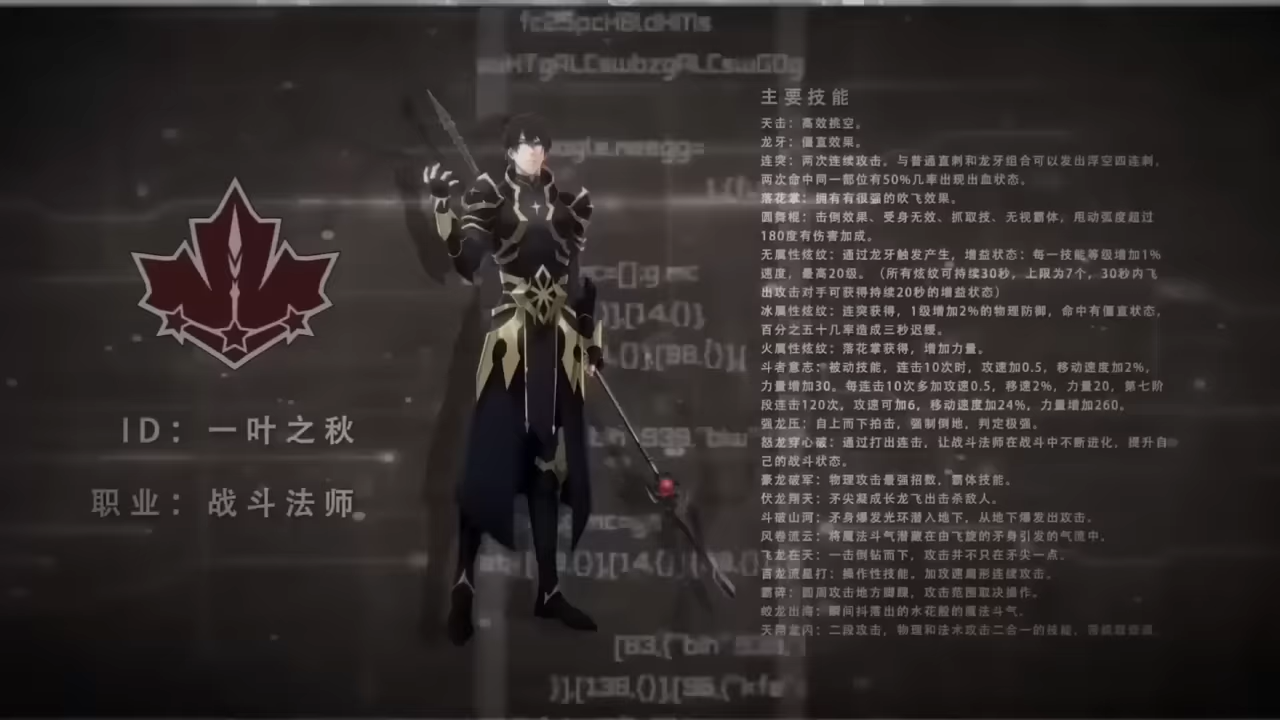 ID：一叶之秋
职业：战斗法师
主要技能
天击：高效挑空。
龙牙：僵直效果。
连突：两次连续攻击，与普通直刺和龙牙组合可以发出浮空四连刺，
两次命中同一部位有50%几率出现出血状态。
落花掌：拥有有很强的吹飞效果。
圆舞棍：击倒效果、受身无效、抓取技、无视霸体，甩动弧度超过
180度有伤害加成。
无属性炫纹：通过龙牙触发产生，增益状态：每一技能等级增加1%
速度，最高20级。（所有炫纹可持续30秒，上限为7个，30秒内飞
出攻击对手可获得持续20秒的增益状态）
冰属性炫纹：连突获得，1级增加2%的物理防御，命中有僵直状态，
百分之五十几率造成三秒迟缓。
火属性炫纹：落花掌获得，增加力量。
斗者意志：被动技能，连击10次时，攻速加0.5，移动速度加2%，
力量增加30。每连击10次多加攻速0.5，移速2%，力量20，第七阶
段连击120次，攻速可加6，移动速度加24%，力量增加260。
强龙压：自上而下拍击，强制倒地，判定极强。
怒龙穿心破：通过打出连击，让战斗法师在战斗中不断进化，提升自
己的战斗状态。
豪龙破军：物理攻击最强招数，霸体技能。
伏龙翔天：矛尖凝成长龙飞出击杀敌人。
斗破山河：矛身爆发光环潜入地下，从地下爆发出攻击。
风卷流云：将魔法斗气潜藏在由飞旋的矛身引发的气流中。
飞龙在天：一击倒钻而下，攻击并不只在矛尖一点。
百龙流星打：操作性技能。加攻速扇形连续攻击。
霸碎：圆周攻击地方脚踝，攻击范围取决操作。
蛟龙出海：瞬间抖落出的水花般的魔法斗气。
二段攻击，物理和法术攻击二合一的技能，
fc2SpcHBldHlTls
[83,{"bin"
}],[138,{)][95,{"xfs"